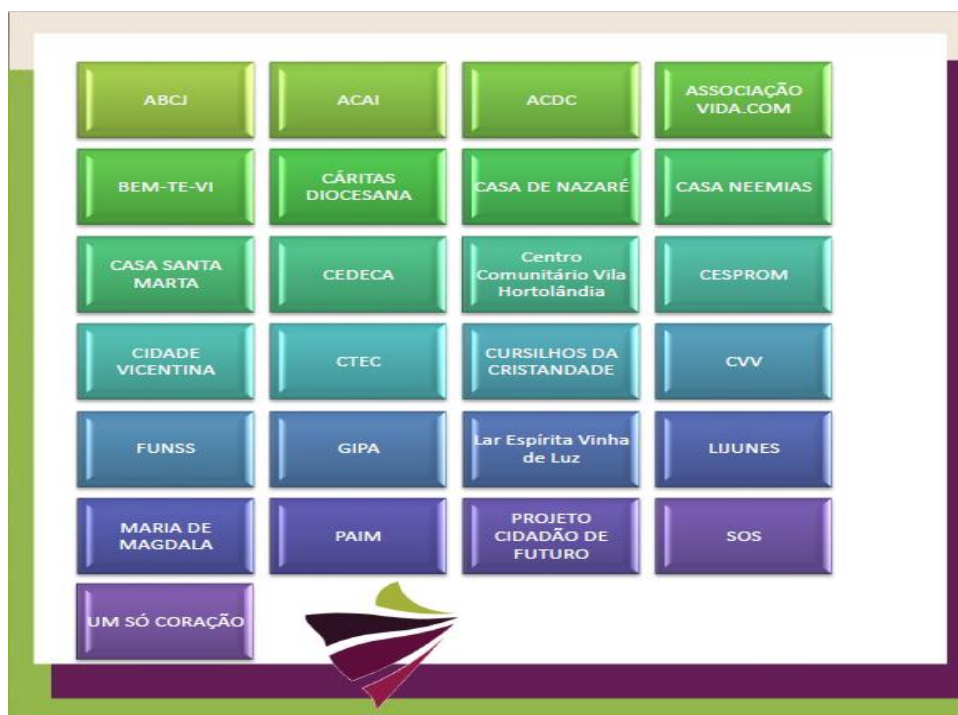 ABCJ
ACAI
ACDC
ASSOCIAÇÃO
VIDA.COM
BEM-TE-VI
CÁRITAS
DIOCESANA
CASA DE NAZARÉ
CASA NEEMIAS
CASA SANTA
MARTA
CEDECA
Centro
Comunitário Vila
Hortolândia
CESPROM
CIDADE
VICENTINA
CTEC
CURSILHOS DA
CRISTANDADE
CVV
FUNSS
GIPA
Lar Espírita Vinha
de Luz
LIJUNES
MARIA DE
MAGDALA
PAIM
PROJETO
CIDADÃO DE
FUTURO
SOS
UM SÓ CORAÇÃO